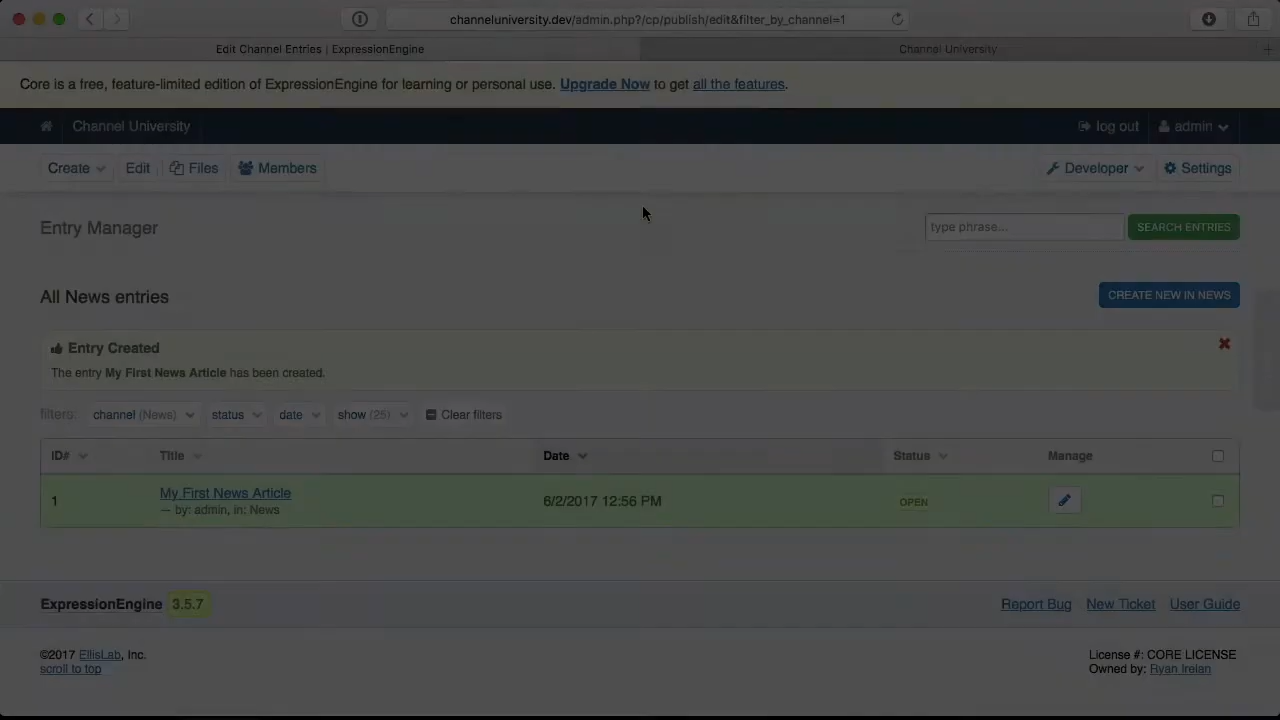 channeluniversity.dev/admin.php?/cp/publish/edit&filter_by_channel=1
Edit Channel Entries | ExpressionEngine
Channel University
Core is a free, feature-limited edition of ExpressionEngine for learning or personal use. Upgrade Now to get all the features.
Channel University
log out
admin
Create
Edit
Files
Members
Developer
Settings
Entry Manager
type phrase...
SEARCH ENTRIES
All News entries
CREATE NEW IN NEWS
Entry Created
The entry My First News Article has been created.
filters:
channel (News)
status
date
show (25)
Clear filters
ID#
Title
Date
Status
Manage
1
My First News Article
— by: admin, in: News
6/2/2017 12:56 PM
OPEN
ExpressionEngine 3.5.7
Report Bug
New Ticket
User Guide
©2017 EllisLab, Inc.
scroll to top
License #: CORE LICENSE
Owned by: Ryan Irelan